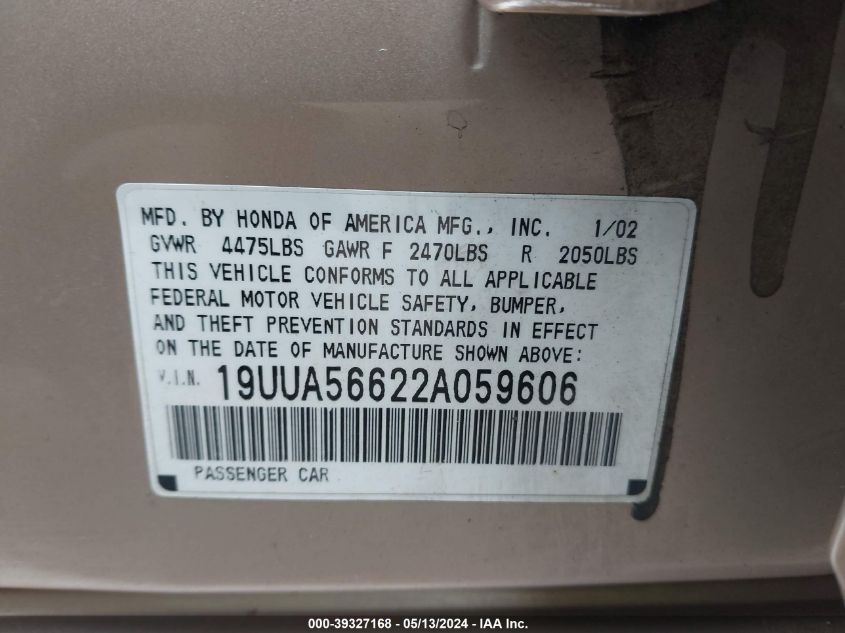 MFD. BY HONDA OF AMERICA MFG., INC. 1/02
GVWR 4475LBS GAWR F 2470LBS R 2050LBS
THIS VEHICLE CONFORMS TO ALL APPLICABLE
FEDERAL MOTOR VEHICLE SAFETY, BUMPER,
AND THEFT PREVENTION STANDARDS IN EFFECT
ON THE DATE OF MANUFACTURE SHOWN ABOVE:
V.I.N. 19UUA56622A059606
PASSENGER CAR
000-39327168 - 05/13/2024 - IAA Inc.